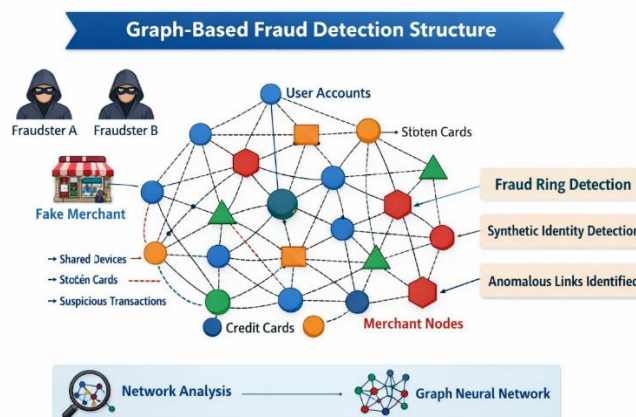 Graph-Based Fraud Detection Structure
Fraudster A
Fraudster B
User Accounts
Stoten Cards
Fake Merchant
Fraud Ring Detection
Synthetic Identity Detection
Anomalous Links Identified
Shared Devices
Stoćén Cards
Suspicious Transactions
Credit Cards
Merchant Nodes
Network Analysis
Graph Neural Network